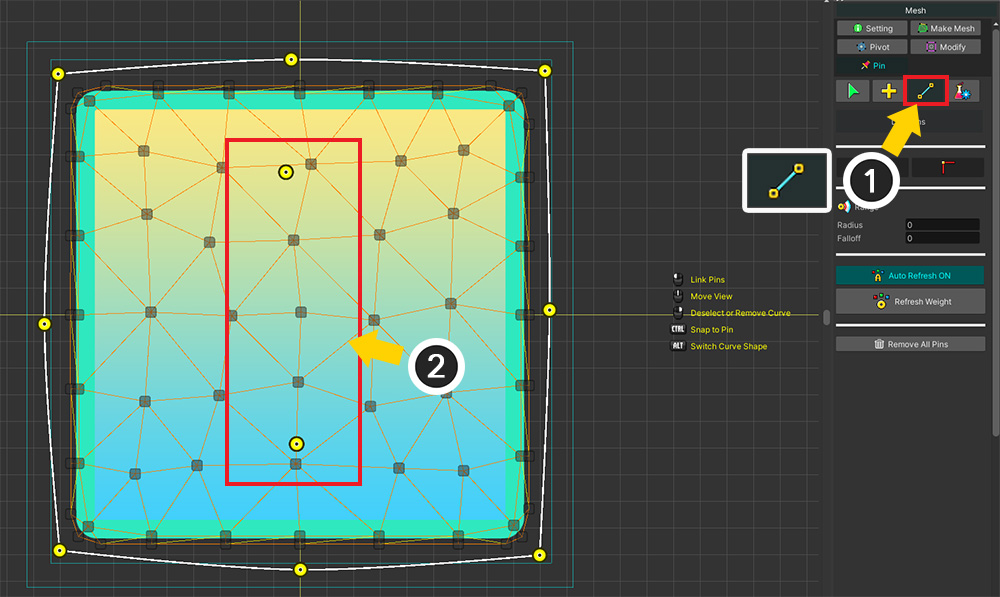 Mesh
Setting
Make Mesh
Pivot
Modify
Pin
1
Radius
0
Falloff
0
Link Pins
Move View
Deselect or Remove Curve
CTRL Snap to Pin
ALT Switch Curve Shape
Auto Refresh ON
Refresh Weight
Remove All Pins
2